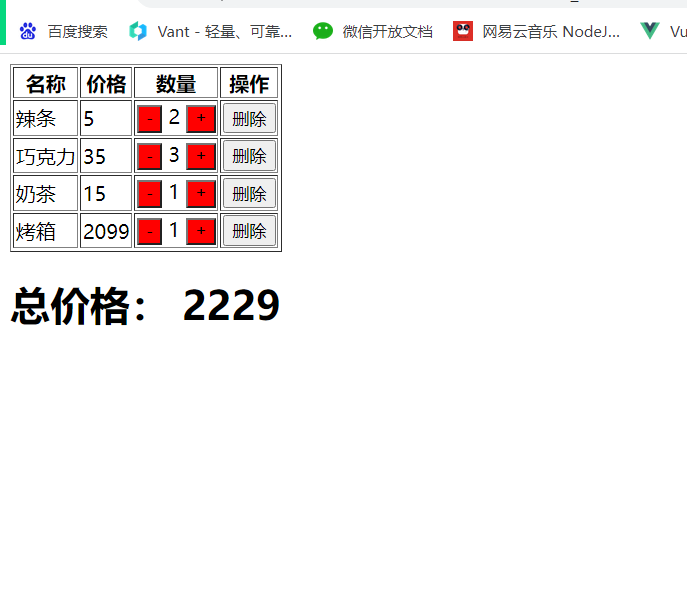 百度搜索 Vant - 轻量、可靠... 微信开放文档 网易云音乐 NodeJ... Vu
名称 价格 数量 操作
辣条 5 - 2 + 删除
巧克力 35 - 3 + 删除
奶茶 15 - 1 + 删除
烤箱 2099 - 1 + 删除
总价格： 2229